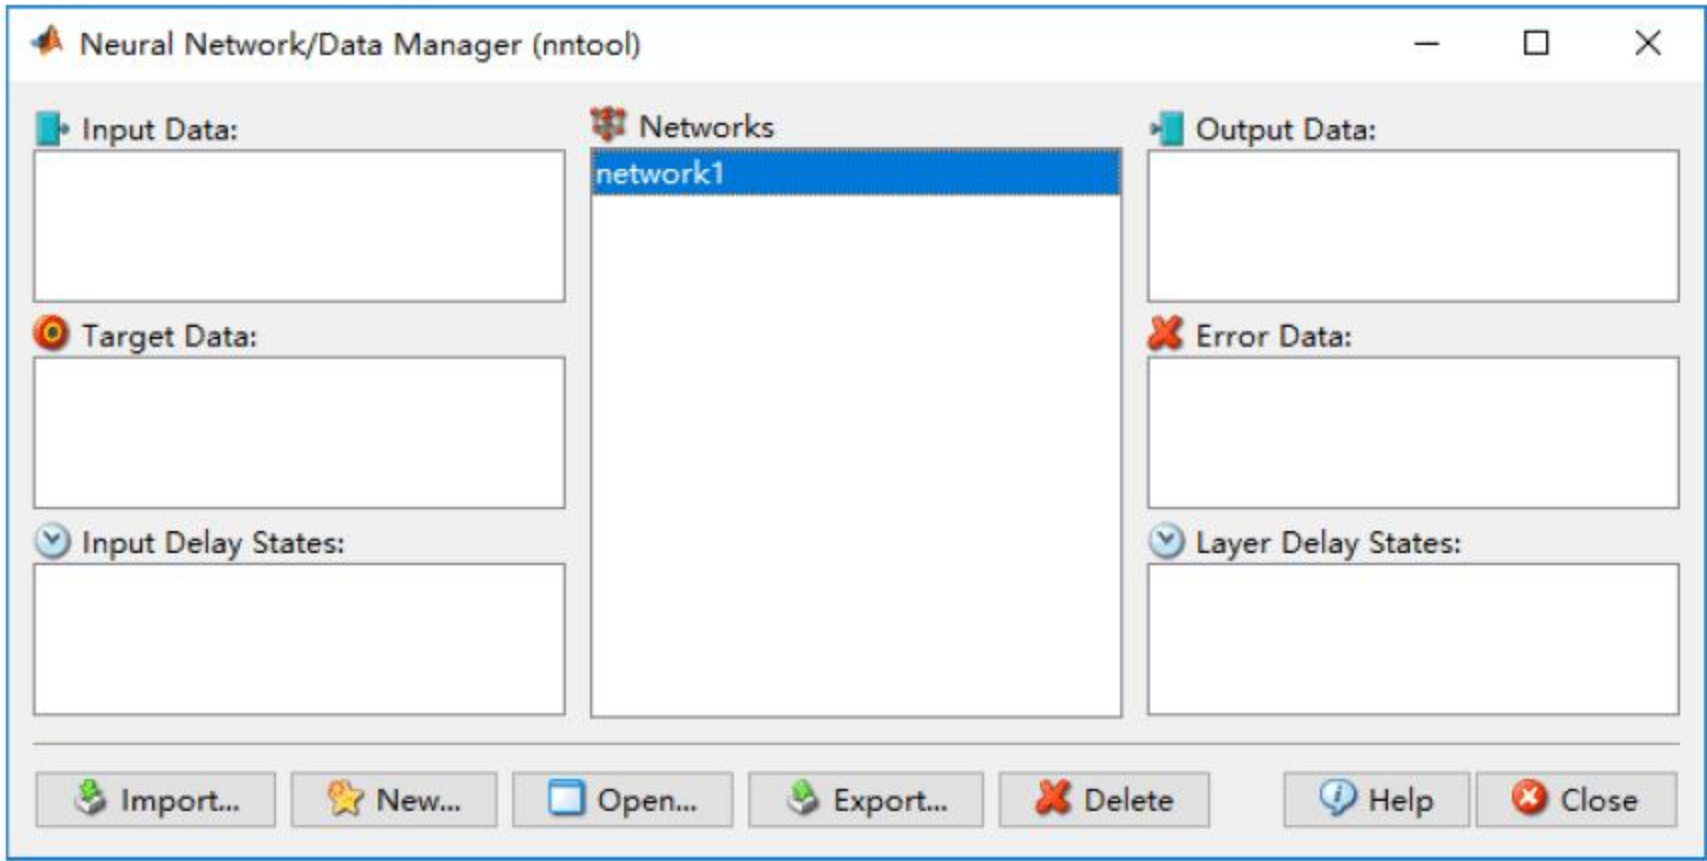 Neural Network/Data Manager (nntool)
Input Data:
Networks
Output Data:
network1
Target Data:
Error Data:
Input Delay States:
Layer Delay States:
Import...
New...
Open...
Export...
Delete
Help
Close